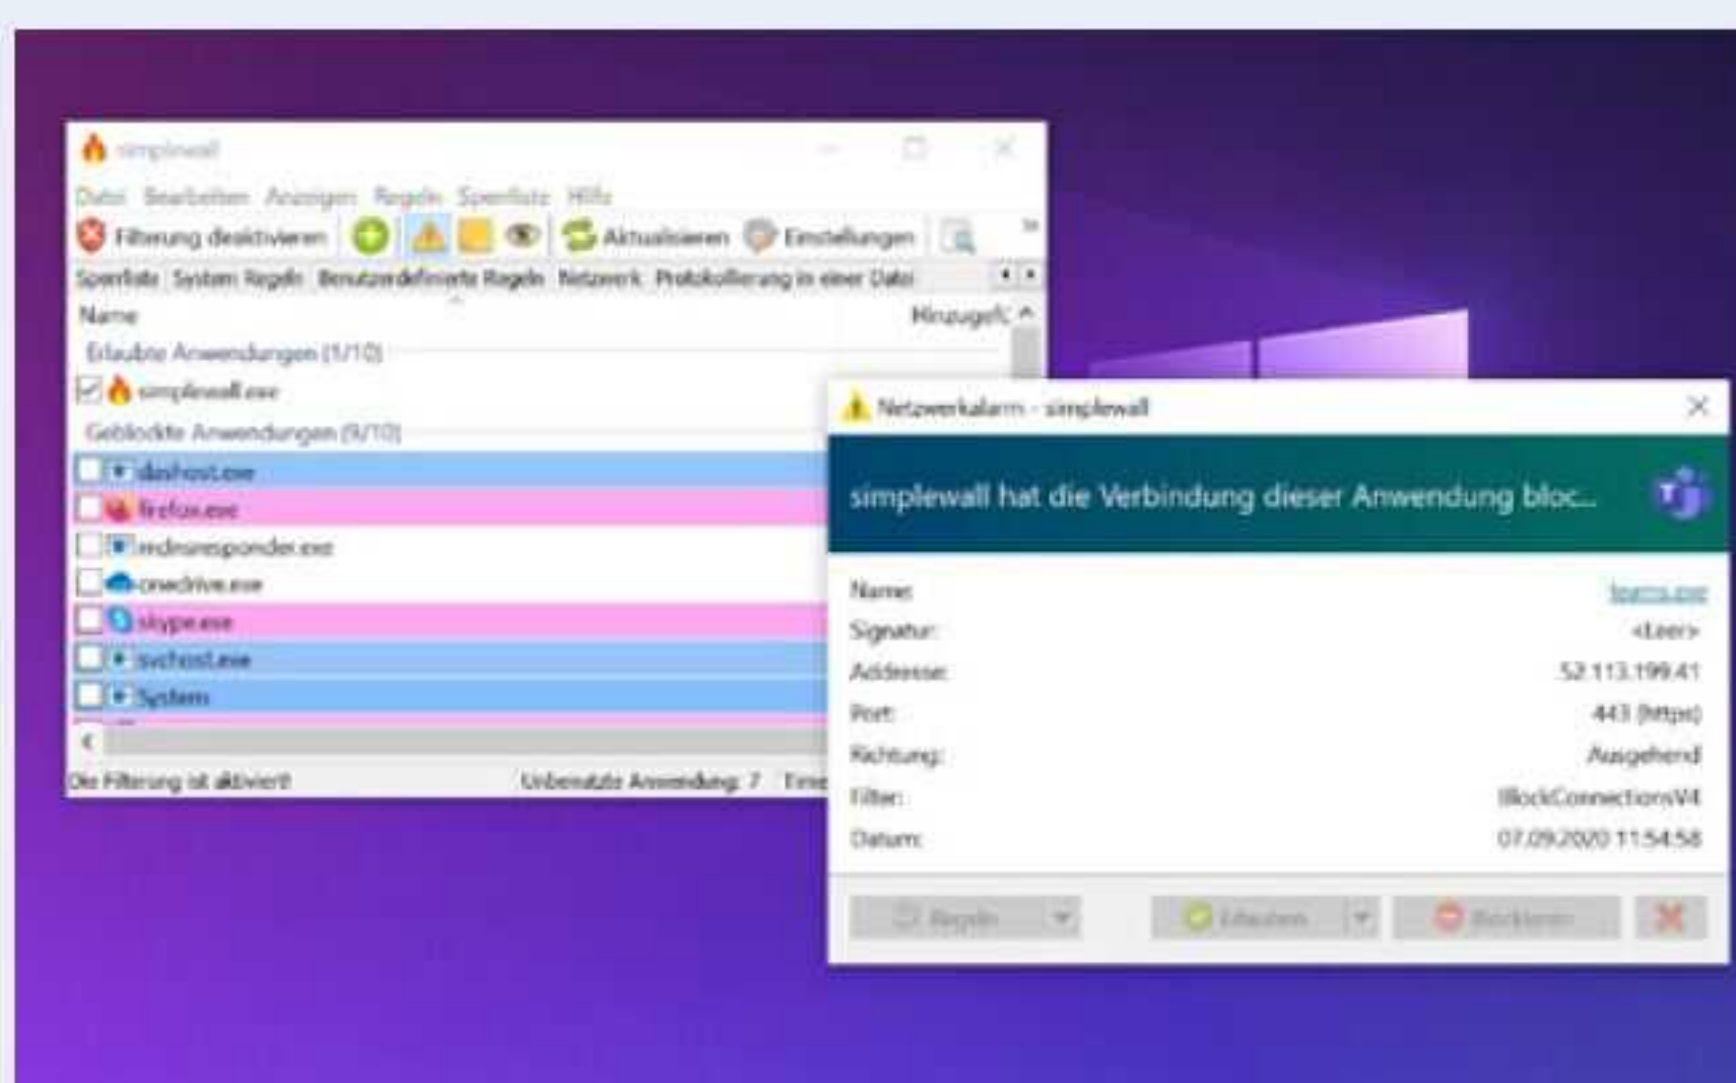 simplewall
Datei Bearbeiten Anzeigen Regeln Sperrliste Hilfe
Filterung deaktivieren Aktualisieren Einstellungen
Sperrliste System Regeln Benutzerdefinierte Regeln Netzwerk Protokollierung in einer Datei
Name Hinzugefü
Erlaubte Anwendungen (1/10)
simplewall.exe
Geblockte Anwendungen (9/10)
dashost.exe
firefox.exe
mdnsresponder.exe
onedrive.exe
skype.exe
svchost.exe
System
Die Filterung ist aktiviert! Unbenutzte Anwendung: 7 Time
Netzwerkalarm - simplewall
simplewall hat die Verbindung dieser Anwendung bloc...
Name: teams.exe
Signatur: <Leer>
Addresse: 52.113.199.41
Port: 443 (https)
Richtung: Ausgehend
Filter: BlockConnectionsV4
Datum: 07.09.2020 11:54:58
Regeln Erlauben Blockieren